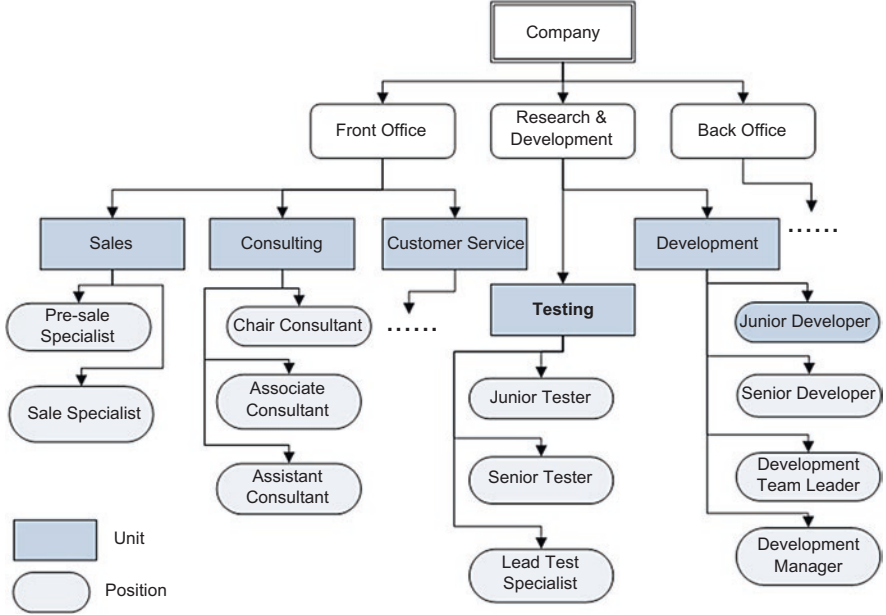 Company
Front Office
Research &
Development
Back Office
Sales
Consulting
Customer Service
Development
......
Testing
Pre-sale
Specialist
Chair Consultant
......
Junior Developer
Sale Specialist
Associate
Consultant
Junior Tester
Senior Developer
Assistant
Consultant
Senior Tester
Development
Team Leader
Lead Test
Specialist
Development
Manager
Unit
Position